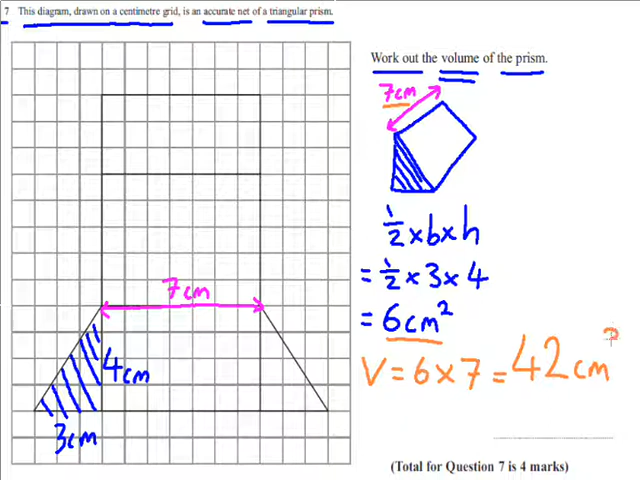 7 This diagram, drawn on a centimetre grid, is an accurate net of a triangular prism.
Work out the volume of the prism.
7cm
1/2 × b × h
= 1/2 × 3 × 4
= 6cm²
V = 6 × 7 = 42 cm
7cm
4cm
3cm
(Total for Question 7 is 4 marks)